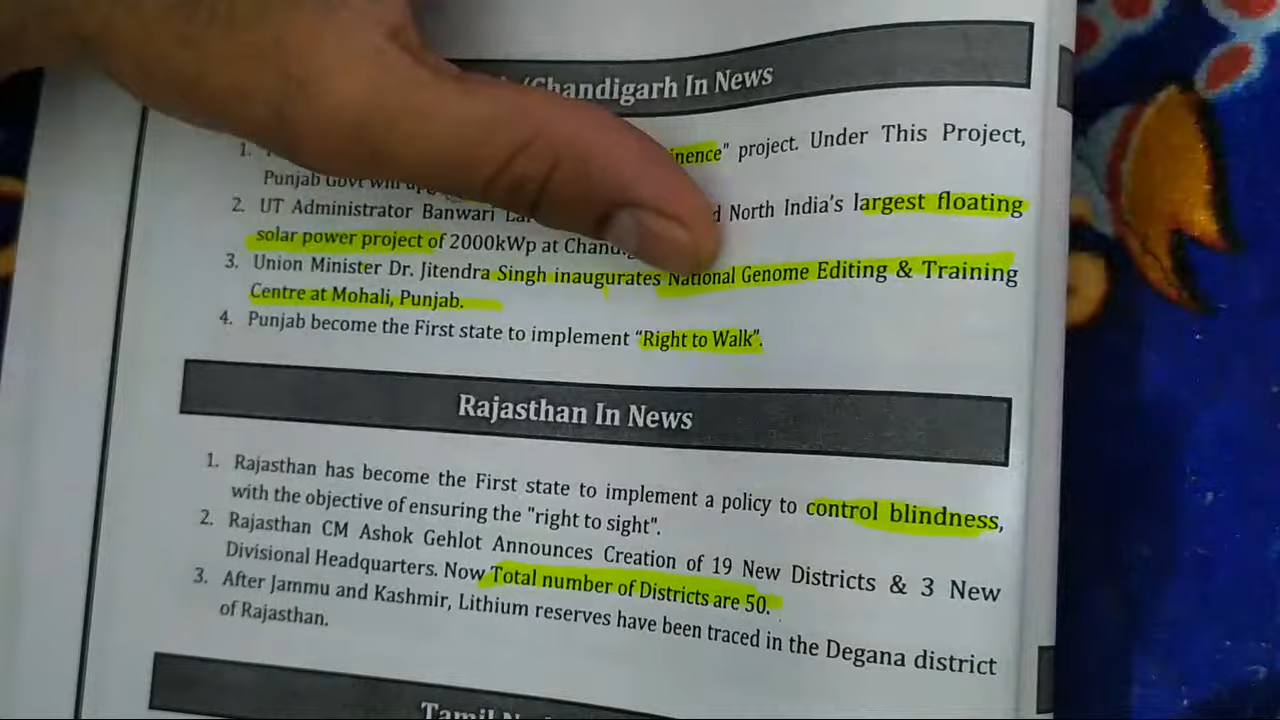 Chandigarh In News
1.
inence" project. Under This Project,
Punjab Govt will
2. UT Administrator Banwari
North India's largest floating
solar power project of 2000kWp at
3. Union Minister Dr. Jitendra Singh inaugurates National Genome Editing & Training
Centre at Mohali, Punjab.
4. Punjab become the First state to implement “Right to Walk”.
Rajasthan In News
1. Rajasthan has become the First state to implement a policy to control blindness,
with the objective of ensuring the "right to sight".
2. Rajasthan CM Ashok Gehlot Announces Creation of 19 New Districts & 3 New
Divisional Headquarters. Now Total number of Districts are 50.
3. After Jammu and Kashmir, Lithium reserves have been traced in the Degana district
of Rajasthan.
Tamil